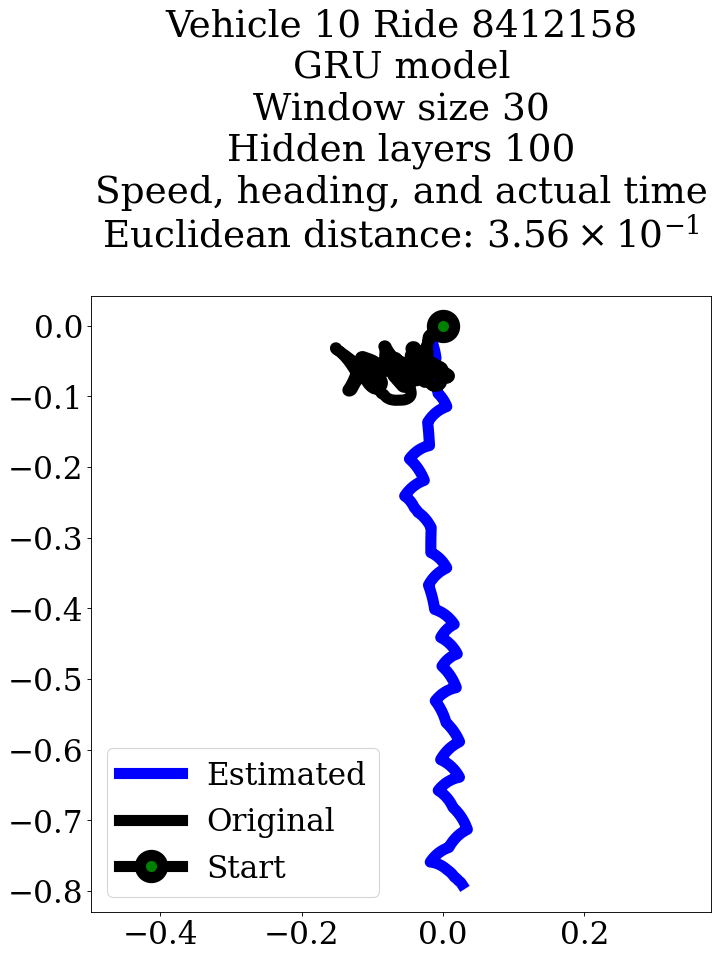 Vehicle 10 Ride 8412158
GRU model
Window size 30
Hidden layers 100
Speed, heading, and actual time
Euclidean distance: 3.56 × 10⁻¹
0.0
−0.1
−0.2
−0.3
−0.4
−0.5
−0.6
−0.7
−0.8
Estimated
Original
Start
−0.4 −0.2 0.0 0.2